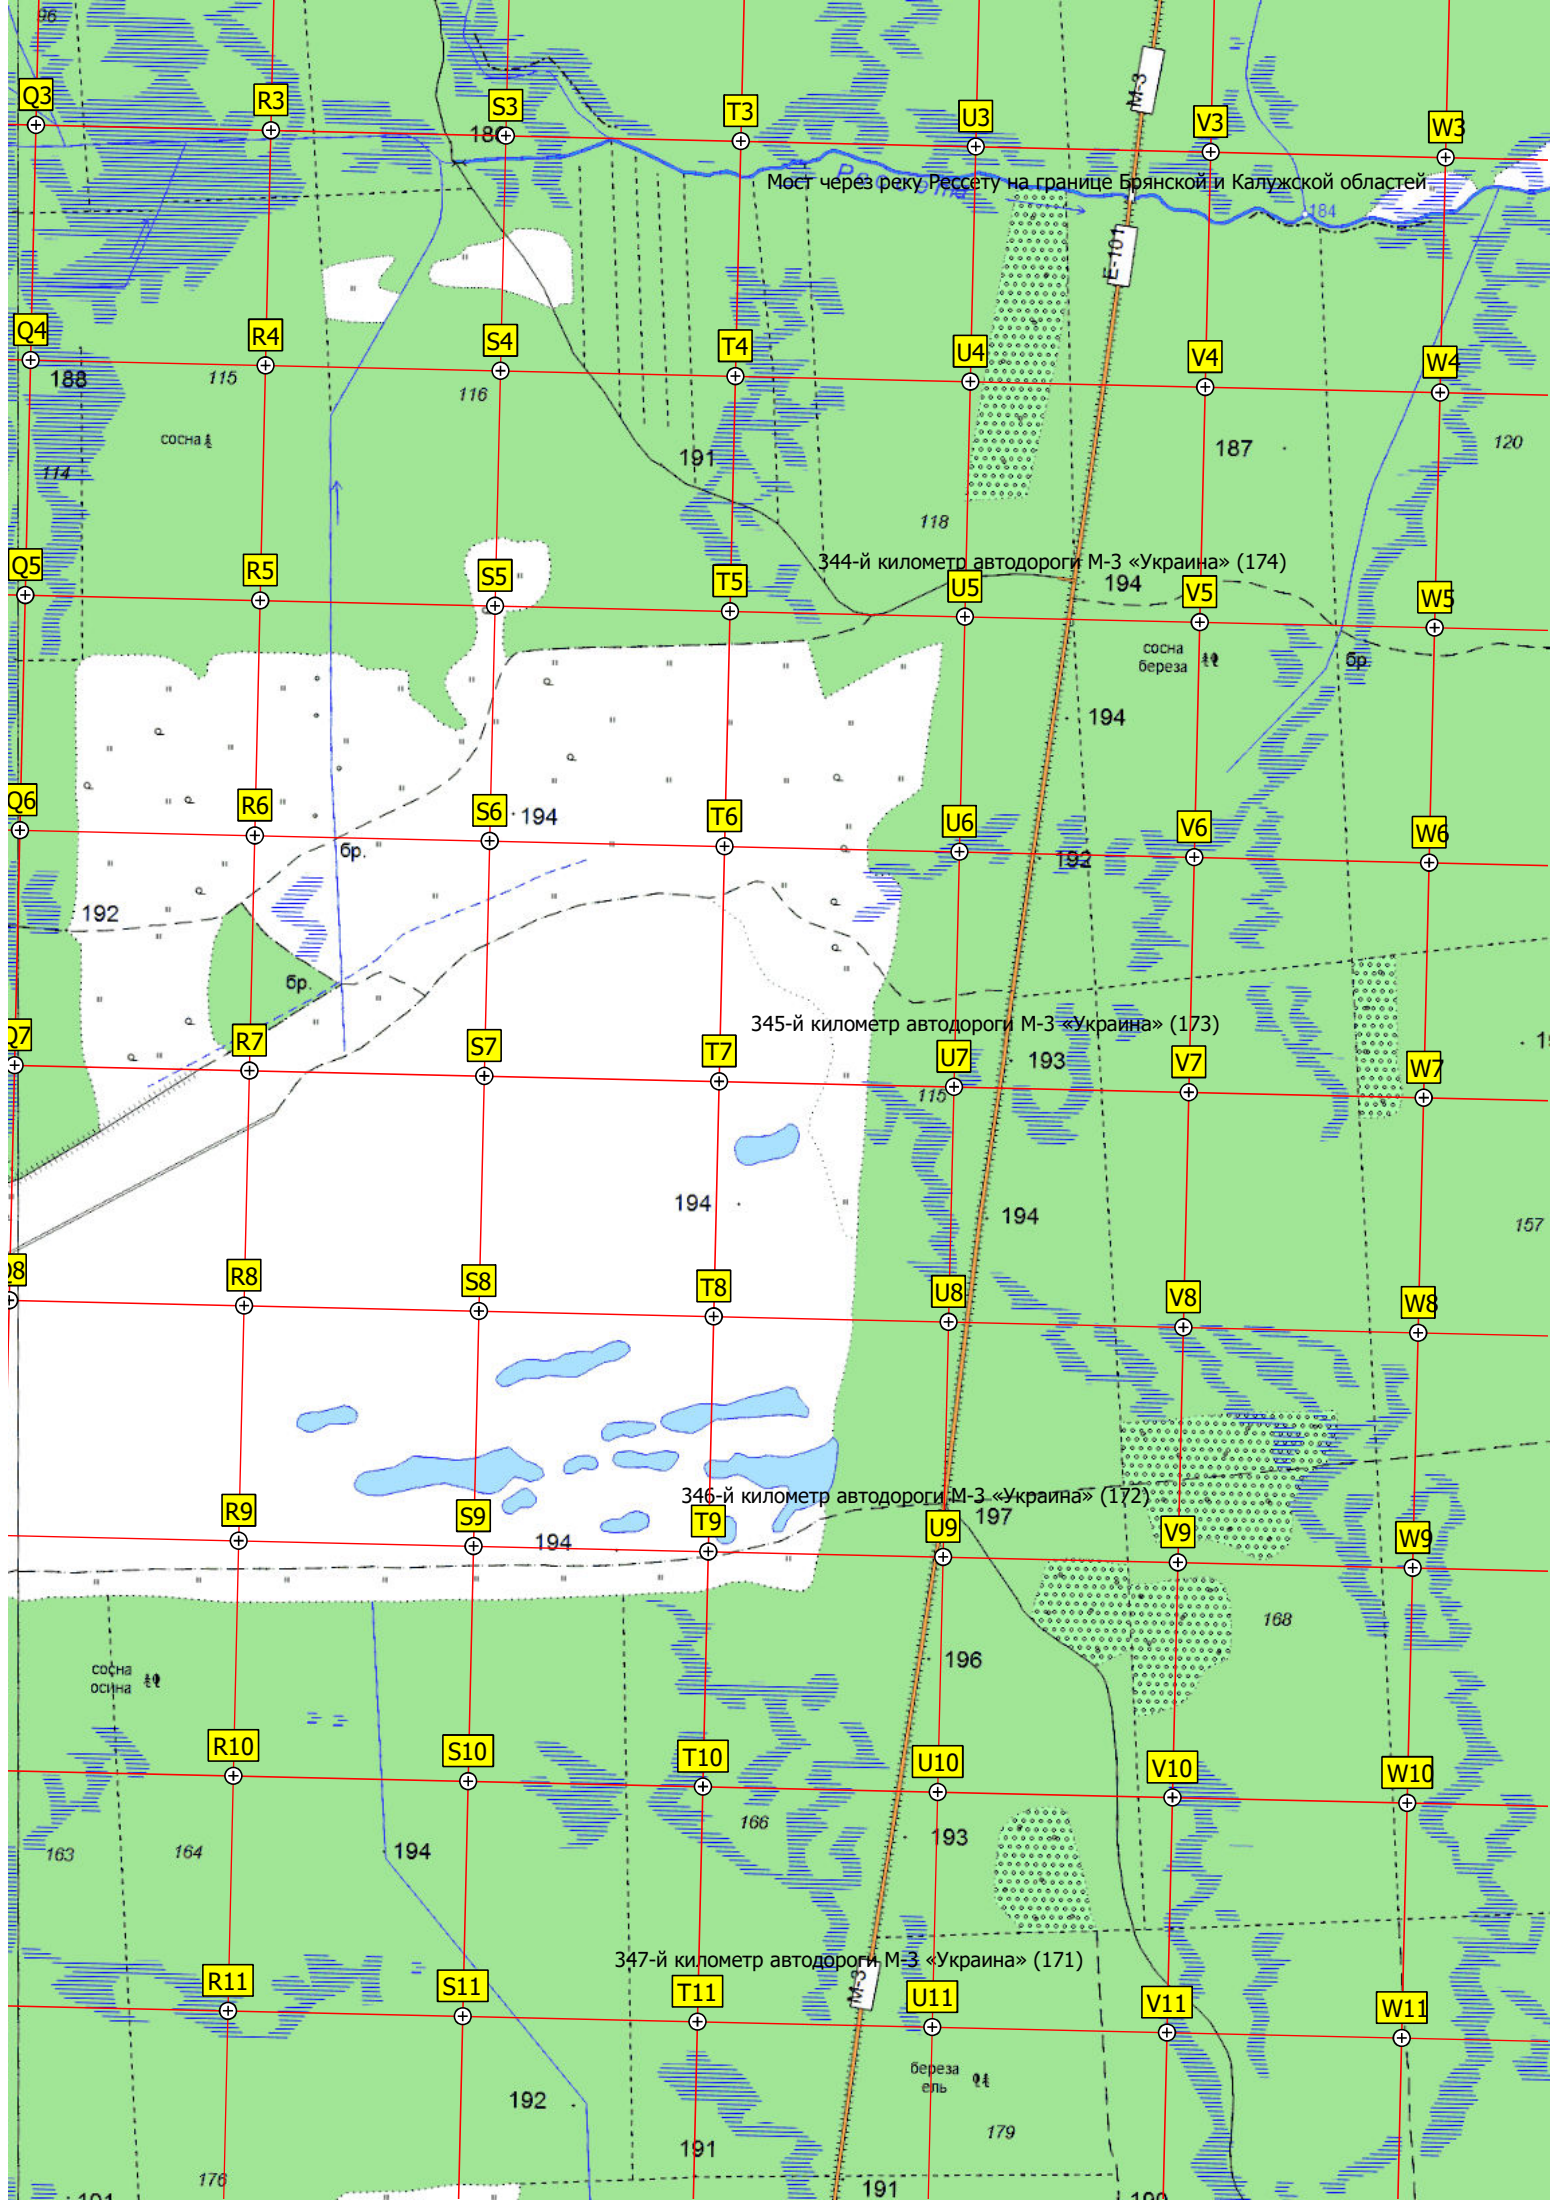 96
M-3
Q3
R3
S3
T3
U3
V3
W3
Мост через реку Рессету на границе Брянской и Калужской областей
184
E-101
Q4
R4
S4
T4
U4
V4
W4
188
115
116
сосна
114
191
187
120
118
344-й километр автодороги М-3 «Украина» (174)
194
Q5
R5
S5
T5
U5
V5
W5
сосна
береза
бр
194
Q6
R6
S6
194
T6
U6
V6
W6
бр.
192
192
бр.
345-й километр автодороги М-3 «Украина» (173)
193
Q7
R7
S7
T7
U7
V7
W7
115
194
194
157
R8
S8
T8
U8
V8
W8
346-й километр автодороги М-3 «Украина» (172)
197
R9
S9
T9
U9
V9
W9
194
168
196
сосна
осина
R10
S10
T10
U10
V10
W10
166
193
163
164
194
347-й километр автодороги М-3 «Украина» (171)
M-3
R11
S11
T11
U11
V11
W11
береза
ель
192
179
191
176
191